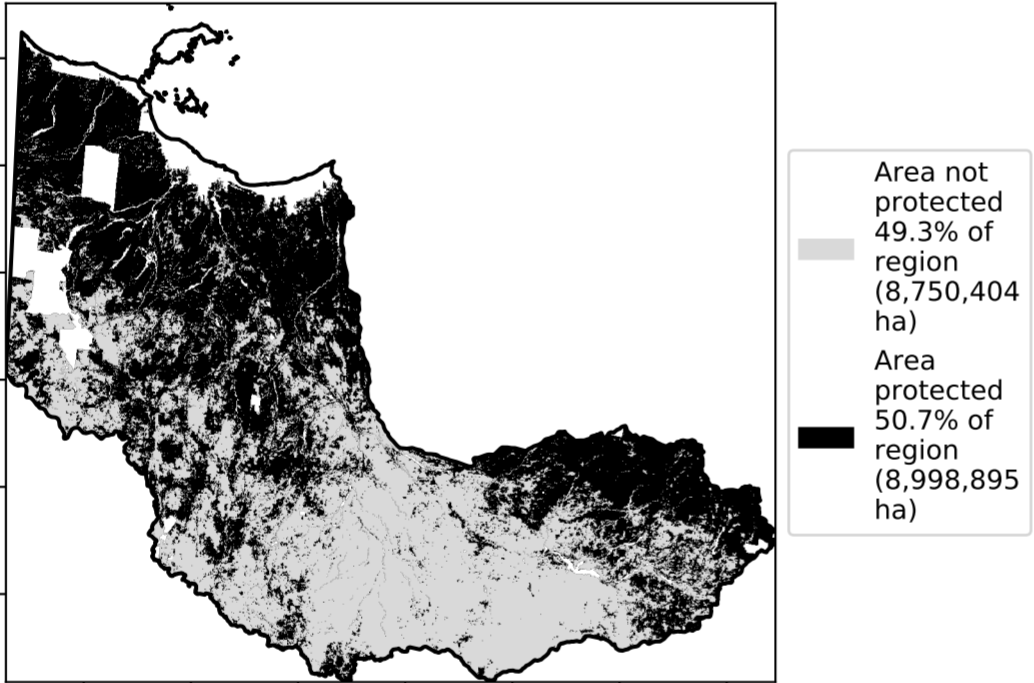 Area not
protected
49.3% of
region
(8,750,404
ha)
Area
protected
50.7% of
region
(8,998,895
ha)